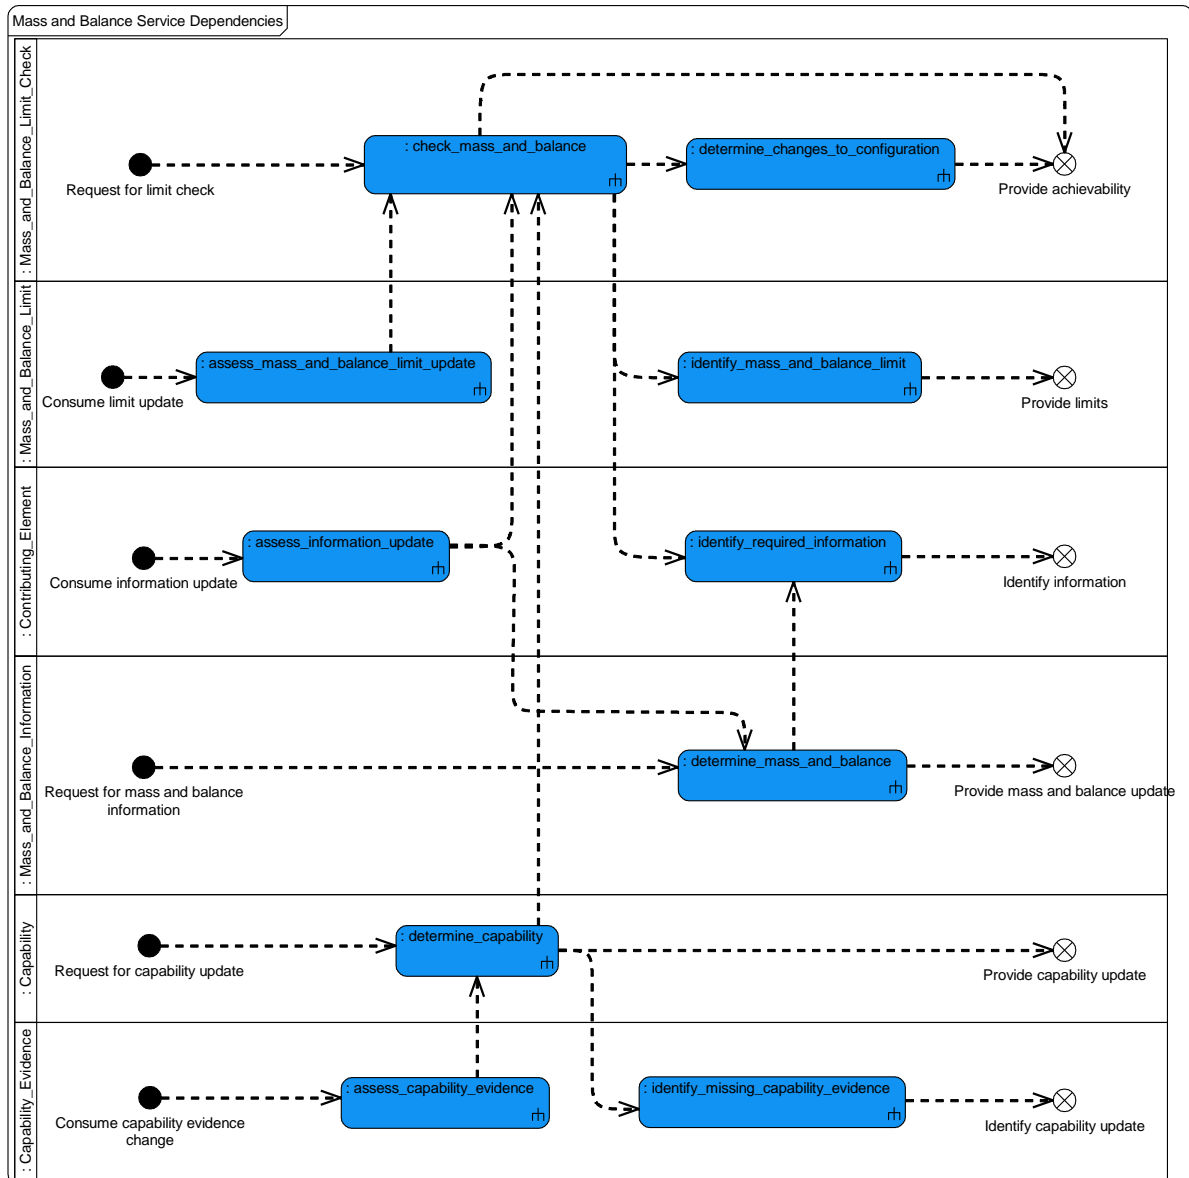 Mass and Balance Service Dependencies
: Mass_and_Balance_Limit_Check
: check_mass_and_balance
: determine_changes_to_configuration
Request for limit check
Provide achievability
: Mass_and_Balance_Limit
: assess_mass_and_balance_limit_update
: identify_mass_and_balance_limit
Consume limit update
Provide limits
: Contributing_Element
: assess_information_update
: identify_required_information
Consume information update
Identify information
: Mass_and_Balance_Information
: determine_mass_and_balance
Request for mass and balance
information
Provide mass and balance update
: Capability
: determine_capability
Request for capability update
Provide capability update
: Capability_Evidence
: assess_capability_evidence
: identify_missing_capability_evidence
Consume capability evidence
change
Identify capability update